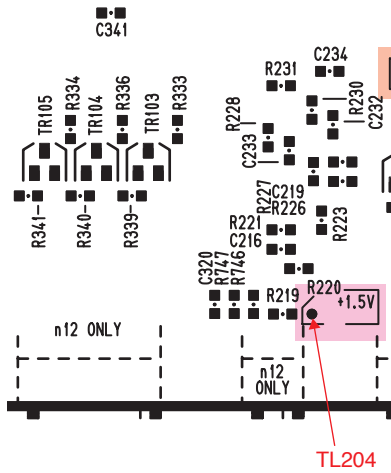 C341
C234
R231
R334
R336
R333
R230
TR105
TR104
TR103
R228
C232
C233
R227
C219
R226
R341
R340
R339
R221
C216
R223
C320
R747
R746
R220
R219
+1.5V
n12 ONLY
n12
ONLY
TL204